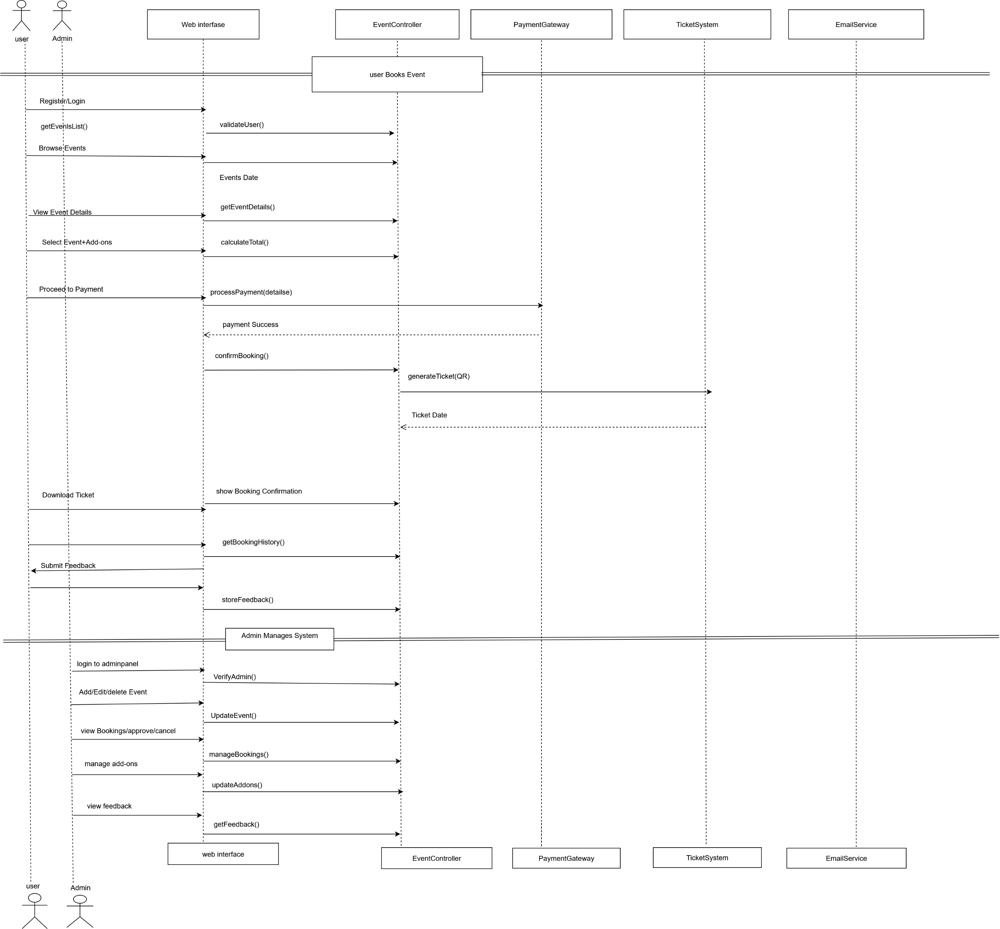 user
Admin
Web interfase
EventController
PaymentGateway
TicketSystem
EmailService
user Books Event
Register/Login
validateUser()
getEvenlsList()
Browse Events
Events Date
View Event Details
getEventDetails()
Select Event+Add-ons
calculateTotal()
Proceed to Payment
processPayment(detailse)
payment Success
confirmBooking()
generateTicket(QR)
Ticket Date
Download Ticket
show Booking Confirmation
getBookingHistory()
Submit Feedback
storeFeedback()
Admin Manages System
login to adminpanel
VerifyAdmin()
Add/Edit/delete Event
UpdateEvent()
view Bookings/approve/cancel
manageBookings()
manage add-ons
updateAddons()
view feedback
getFeedback()
web interface
EventController
PaymentGateway
TicketSystem
EmailService
user
Admin